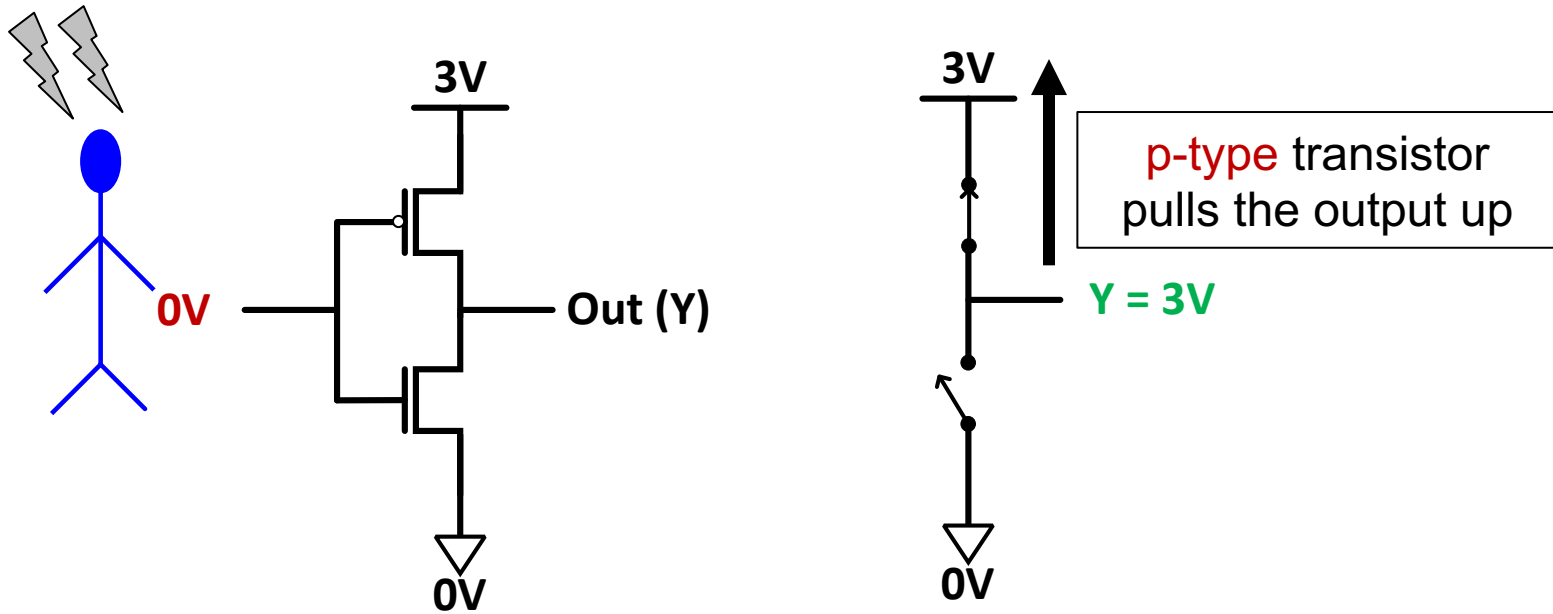 3V
0V
Out (Y)
0V
3V
p-type transistor
pulls the output up
Y = 3V
0V